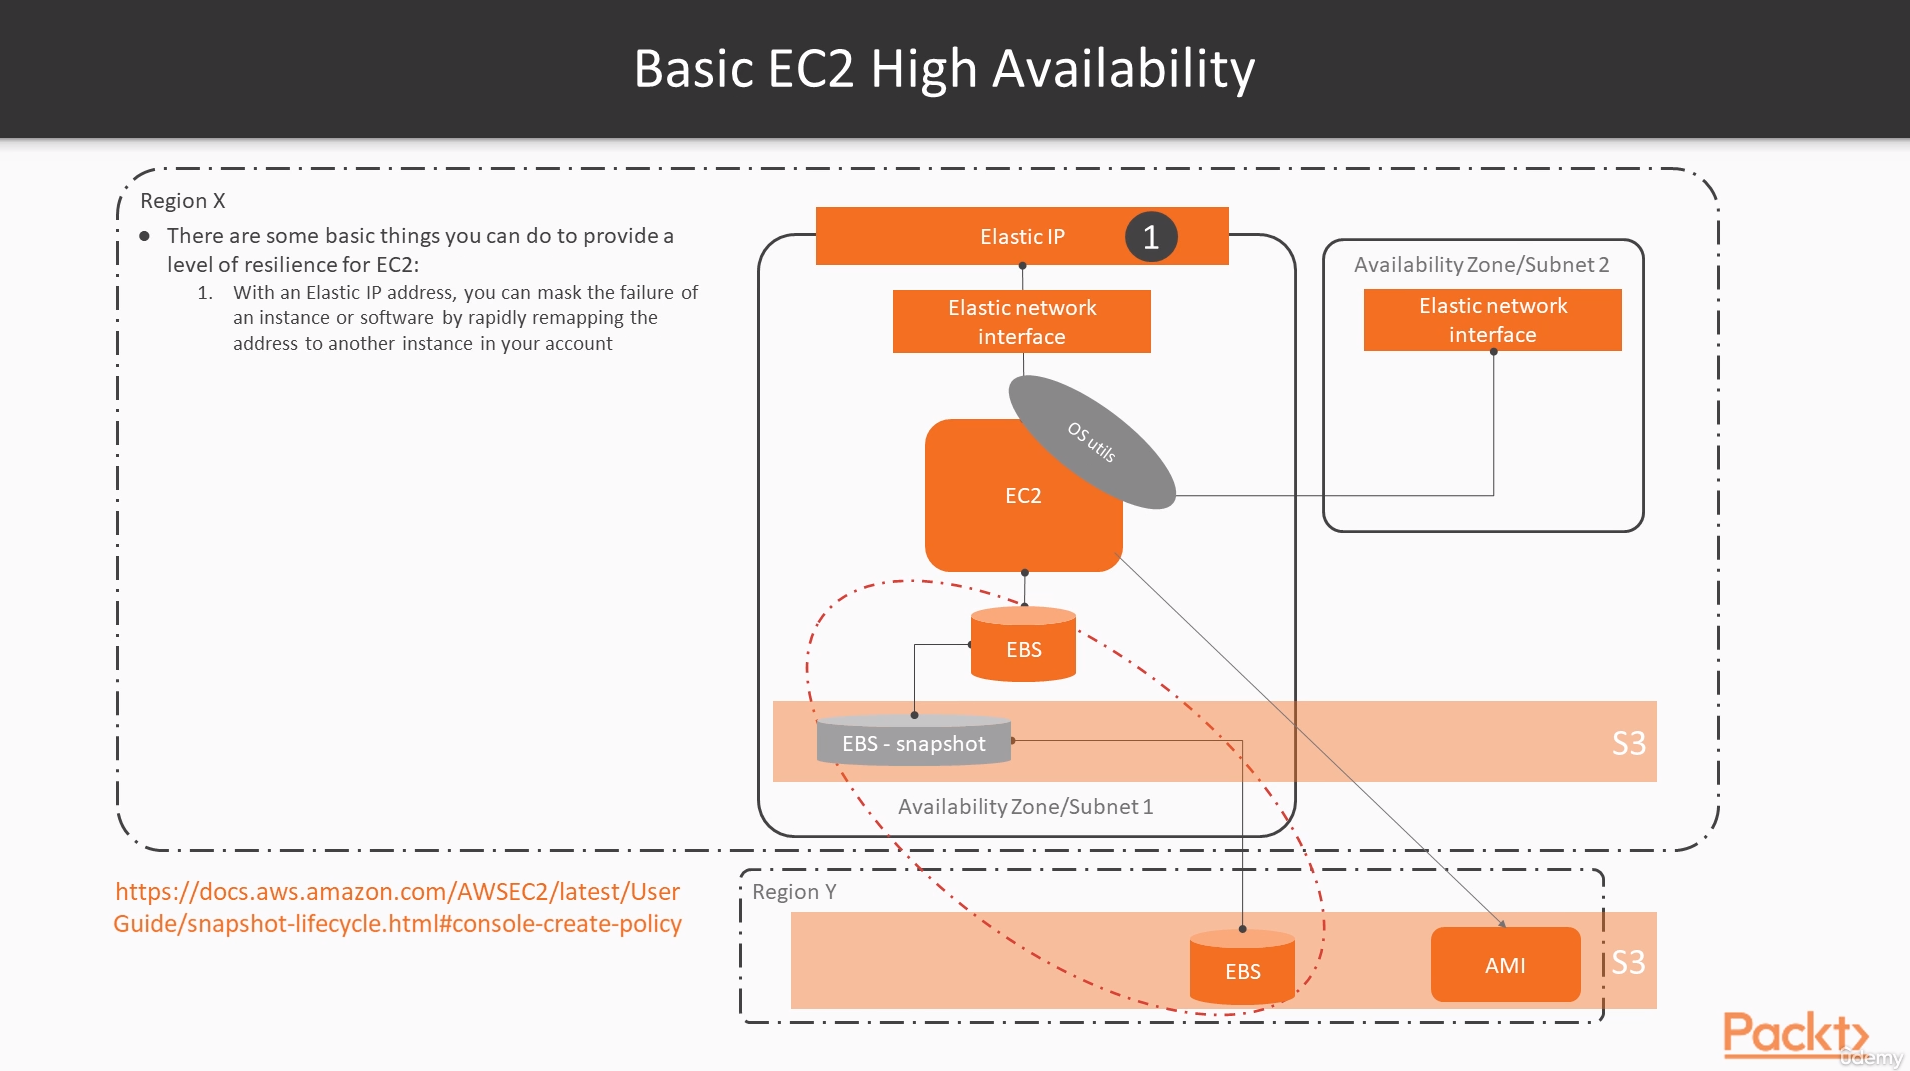 Basic EC2 High Availability
Region X
● There are some basic things you can do to provide a
level of resilience for EC2:
1. With an Elastic IP address, you can mask the failure of
an instance or software by rapidly remapping the
address to another instance in your account
Elastic IP
1
Elastic network
interface
OS utils
EC2
EBS
EBS - snapshot
S3
Availability Zone/Subnet 1
Availability Zone/Subnet 2
Elastic network
interface
https://docs.aws.amazon.com/AWSEC2/latest/User
Guide/snapshot-lifecycle.html#console-create-policy
Region Y
EBS
AMI
S3
Packt
ûdemy